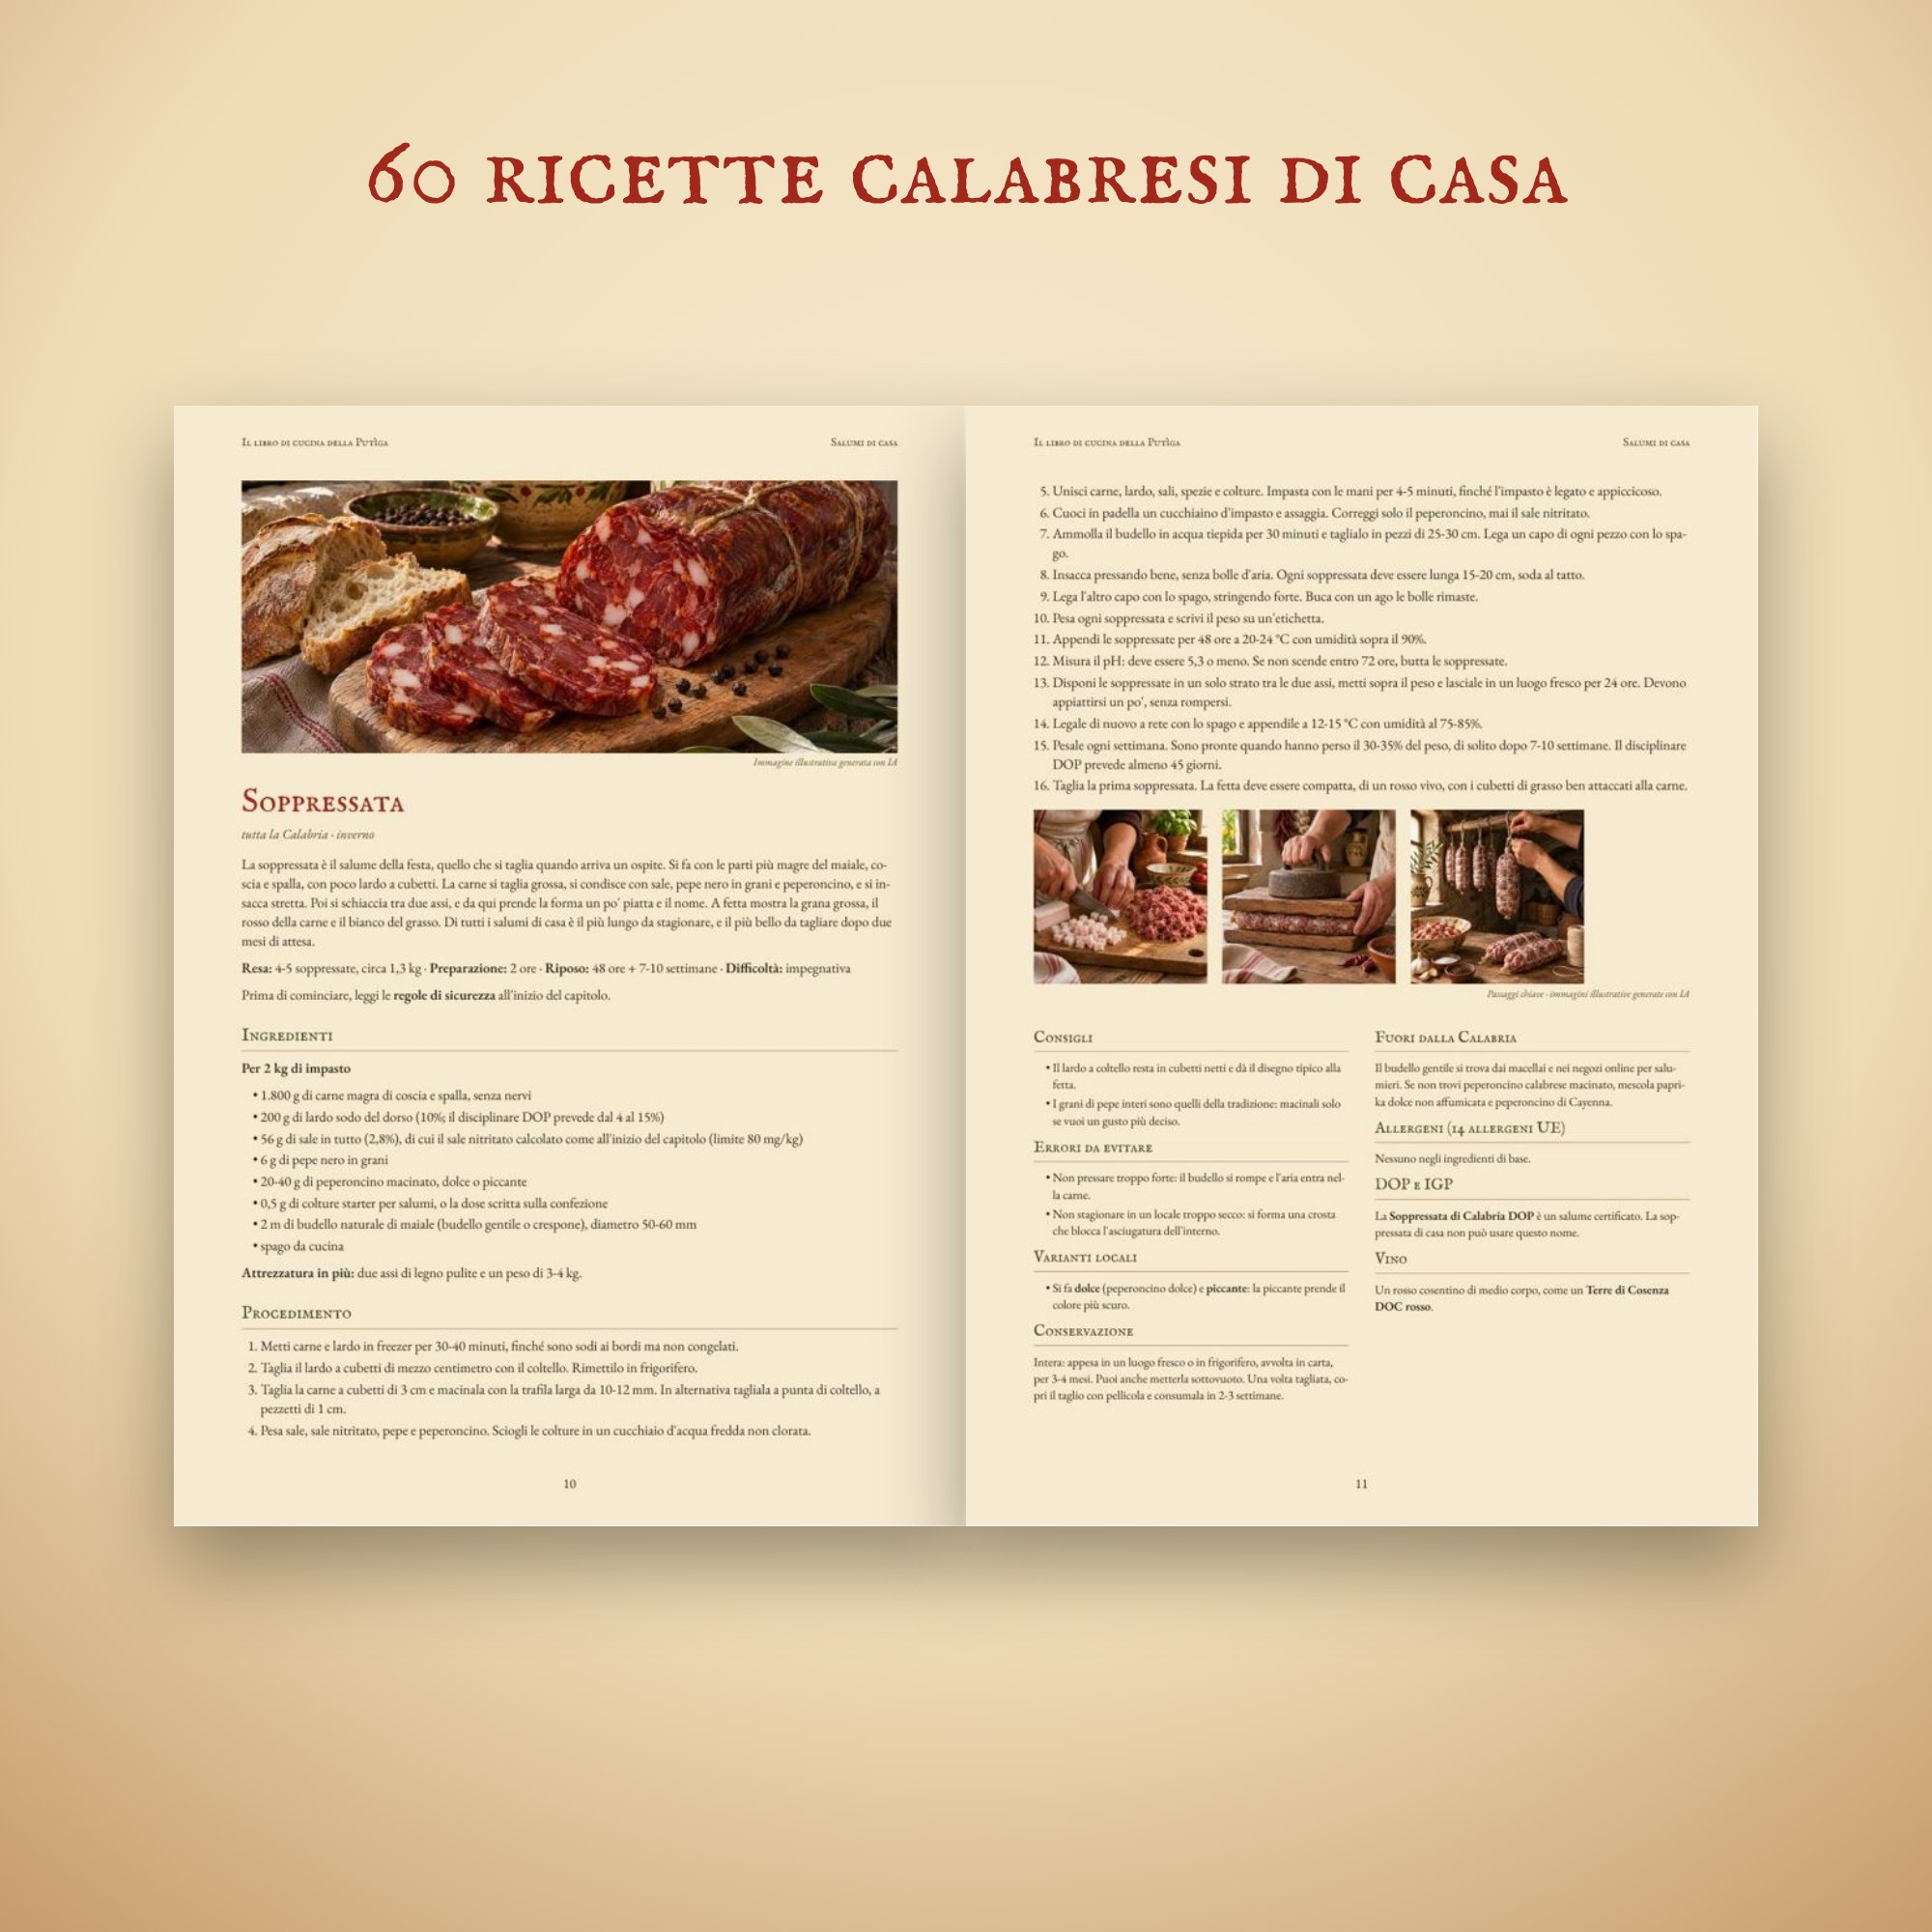 60 RICETTE CALABRESI DI CASA
Il libro di cucina della Putìga
Salumi di casa
Immagine illustrativa generata con IA
Soppressata
tutta la Calabria · inverno
La soppressata è il salume della festa, quello che si taglia quando arriva un ospite. Si fa con le parti più magre del maiale, co-
scia e spalla, con poco lardo a cubetti. La carne si taglia grossa, si condisce con sale, pepe nero in grani e peperoncino, e si in-
sacca stretta. Poi si schiaccia tra due assi, e da qui prende la forma un po' piatta e il nome. A fetta mostra la grana grossa, il
rosso della carne e il bianco del grasso. Di tutti i salumi di casa è il più lungo da stagionare, e il più bello da tagliare dopo due
mesi di attesa.
Resa: 4-5 soppressate, circa 1,3 kg · Preparazione: 2 ore · Riposo: 48 ore + 7-10 settimane · Difficoltà: impegnativa
Prima di cominciare, leggi le regole di sicurezza all'inizio del capitolo.
Ingredienti
Per 2 kg di impasto
• 1.800 g di carne magra di coscia e spalla, senza nervi
• 200 g di lardo sodo del dorso (10%; il disciplinare DOP prevede dal 4 al 15%)
• 56 g di sale in tutto (2,8%), di cui il sale nitritato calcolato come all'inizio del capitolo (limite 80 mg/kg)
• 6 g di pepe nero in grani
• 20-40 g di peperoncino macinato, dolce o piccante
• 0,5 g di colture starter per salumi, o la dose scritta sulla confezione
• 2 m di budello naturale di maiale (budello gentile o crespone), diametro 50-60 mm
• spago da cucina
Attrezzatura in più: due assi di legno pulite e un peso di 3-4 kg.
Procedimento
1. Metti carne e lardo in freezer per 30-40 minuti, finché sono sodi ai bordi ma non congelati.
2. Taglia il lardo a cubetti di mezzo centimetro con il coltello. Rimettilo in frigorifero.
3. Taglia la carne a cubetti di 3 cm e macinala con la trafila larga da 10-12 mm. In alternativa tagliala a punta di coltello, a
pezzetti di 1 cm.
4. Pesa sale, sale nitritato, pepe e peperoncino. Sciogli le colture in un cucchiaio d'acqua fredda non clorata.
10
Il libro di cucina della Putìga
Salumi di casa
5. Unisci carne, lardo, sali, spezie e colture. Impasta con le mani per 4-5 minuti, finché l'impasto è legato e appiccicoso.
6. Cuoci in padella un cucchiaino d'impasto e assaggia. Correggi solo il peperoncino, mai il sale nitritato.
7. Ammolla il budello in acqua tiepida per 30 minuti e taglialo in pezzi di 25-30 cm. Lega un capo di ogni pezzo con lo spa-
go.
8. Insacca pressando bene, senza bolle d'aria. Ogni soppressata deve essere lunga 15-20 cm, soda al tatto.
9. Lega l'altro capo con lo spago, stringendo forte. Buca con un ago le bolle rimaste.
10. Pesa ogni soppressata e scrivi il peso su un'etichetta.
11. Appendi le soppressate per 48 ore a 20-24 °C con umidità sopra il 90%.
12. Misura il pH: deve essere 5,3 o meno. Se non scende entro 72 ore, butta le soppressate.
13. Disponi le soppressate in un solo strato tra le due assi, metti sopra il peso e lasciale in un luogo fresco per 24 ore. Devono
appiattirsi un po', senza rompersi.
14. Legale di nuovo a rete con lo spago e appendile a 12-15 °C con umidità al 75-85%.
15. Pesale ogni settimana. Sono pronte quando hanno perso il 30-35% del peso, di solito dopo 7-10 settimane. Il disciplinare
DOP prevede almeno 45 giorni.
16. Taglia la prima soppressata. La fetta deve essere compatta, di un rosso vivo, con i cubetti di grasso ben attaccati alla carne.
Passaggi chiave · immagini illustrative generate con IA
Consigli
• Il lardo a coltello resta in cubetti netti e dà il disegno tipico alla
fetta.
• I grani di pepe interi sono quelli della tradizione: macinali solo
se vuoi un gusto più deciso.
Errori da evitare
• Non pressare troppo forte: il budello si rompe e l'aria entra nel-
la carne.
• Non stagionare in un locale troppo secco: si forma una crosta
che blocca l'asciugatura dell'interno.
Varianti locali
• Si fa dolce (peperoncino dolce) e piccante: la piccante prende il
colore più scuro.
Conservazione
Intera: appesa in un luogo fresco o in frigorifero, avvolta in carta,
per 3-4 mesi. Puoi anche metterla sottovuoto. Una volta tagliata, co-
pri il taglio con pellicola e consumala in 2-3 settimane.
Fuori dalla Calabria
Il budello gentile si trova dai macellai e nei negozi online per salu-
mieri. Se non trovi peperoncino calabrese macinato, mescola papri-
ka dolce non affumicata e peperoncino di Cayenna.
Allergeni (14 allergeni UE)
Nessuno negli ingredienti di base.
DOP e IGP
La Soppressata di Calabria DOP è un salume certificato. La sop-
pressata di casa non può usare questo nome.
Vino
Un rosso cosentino di medio corpo, come un Terre di Cosenza
DOC rosso.
11